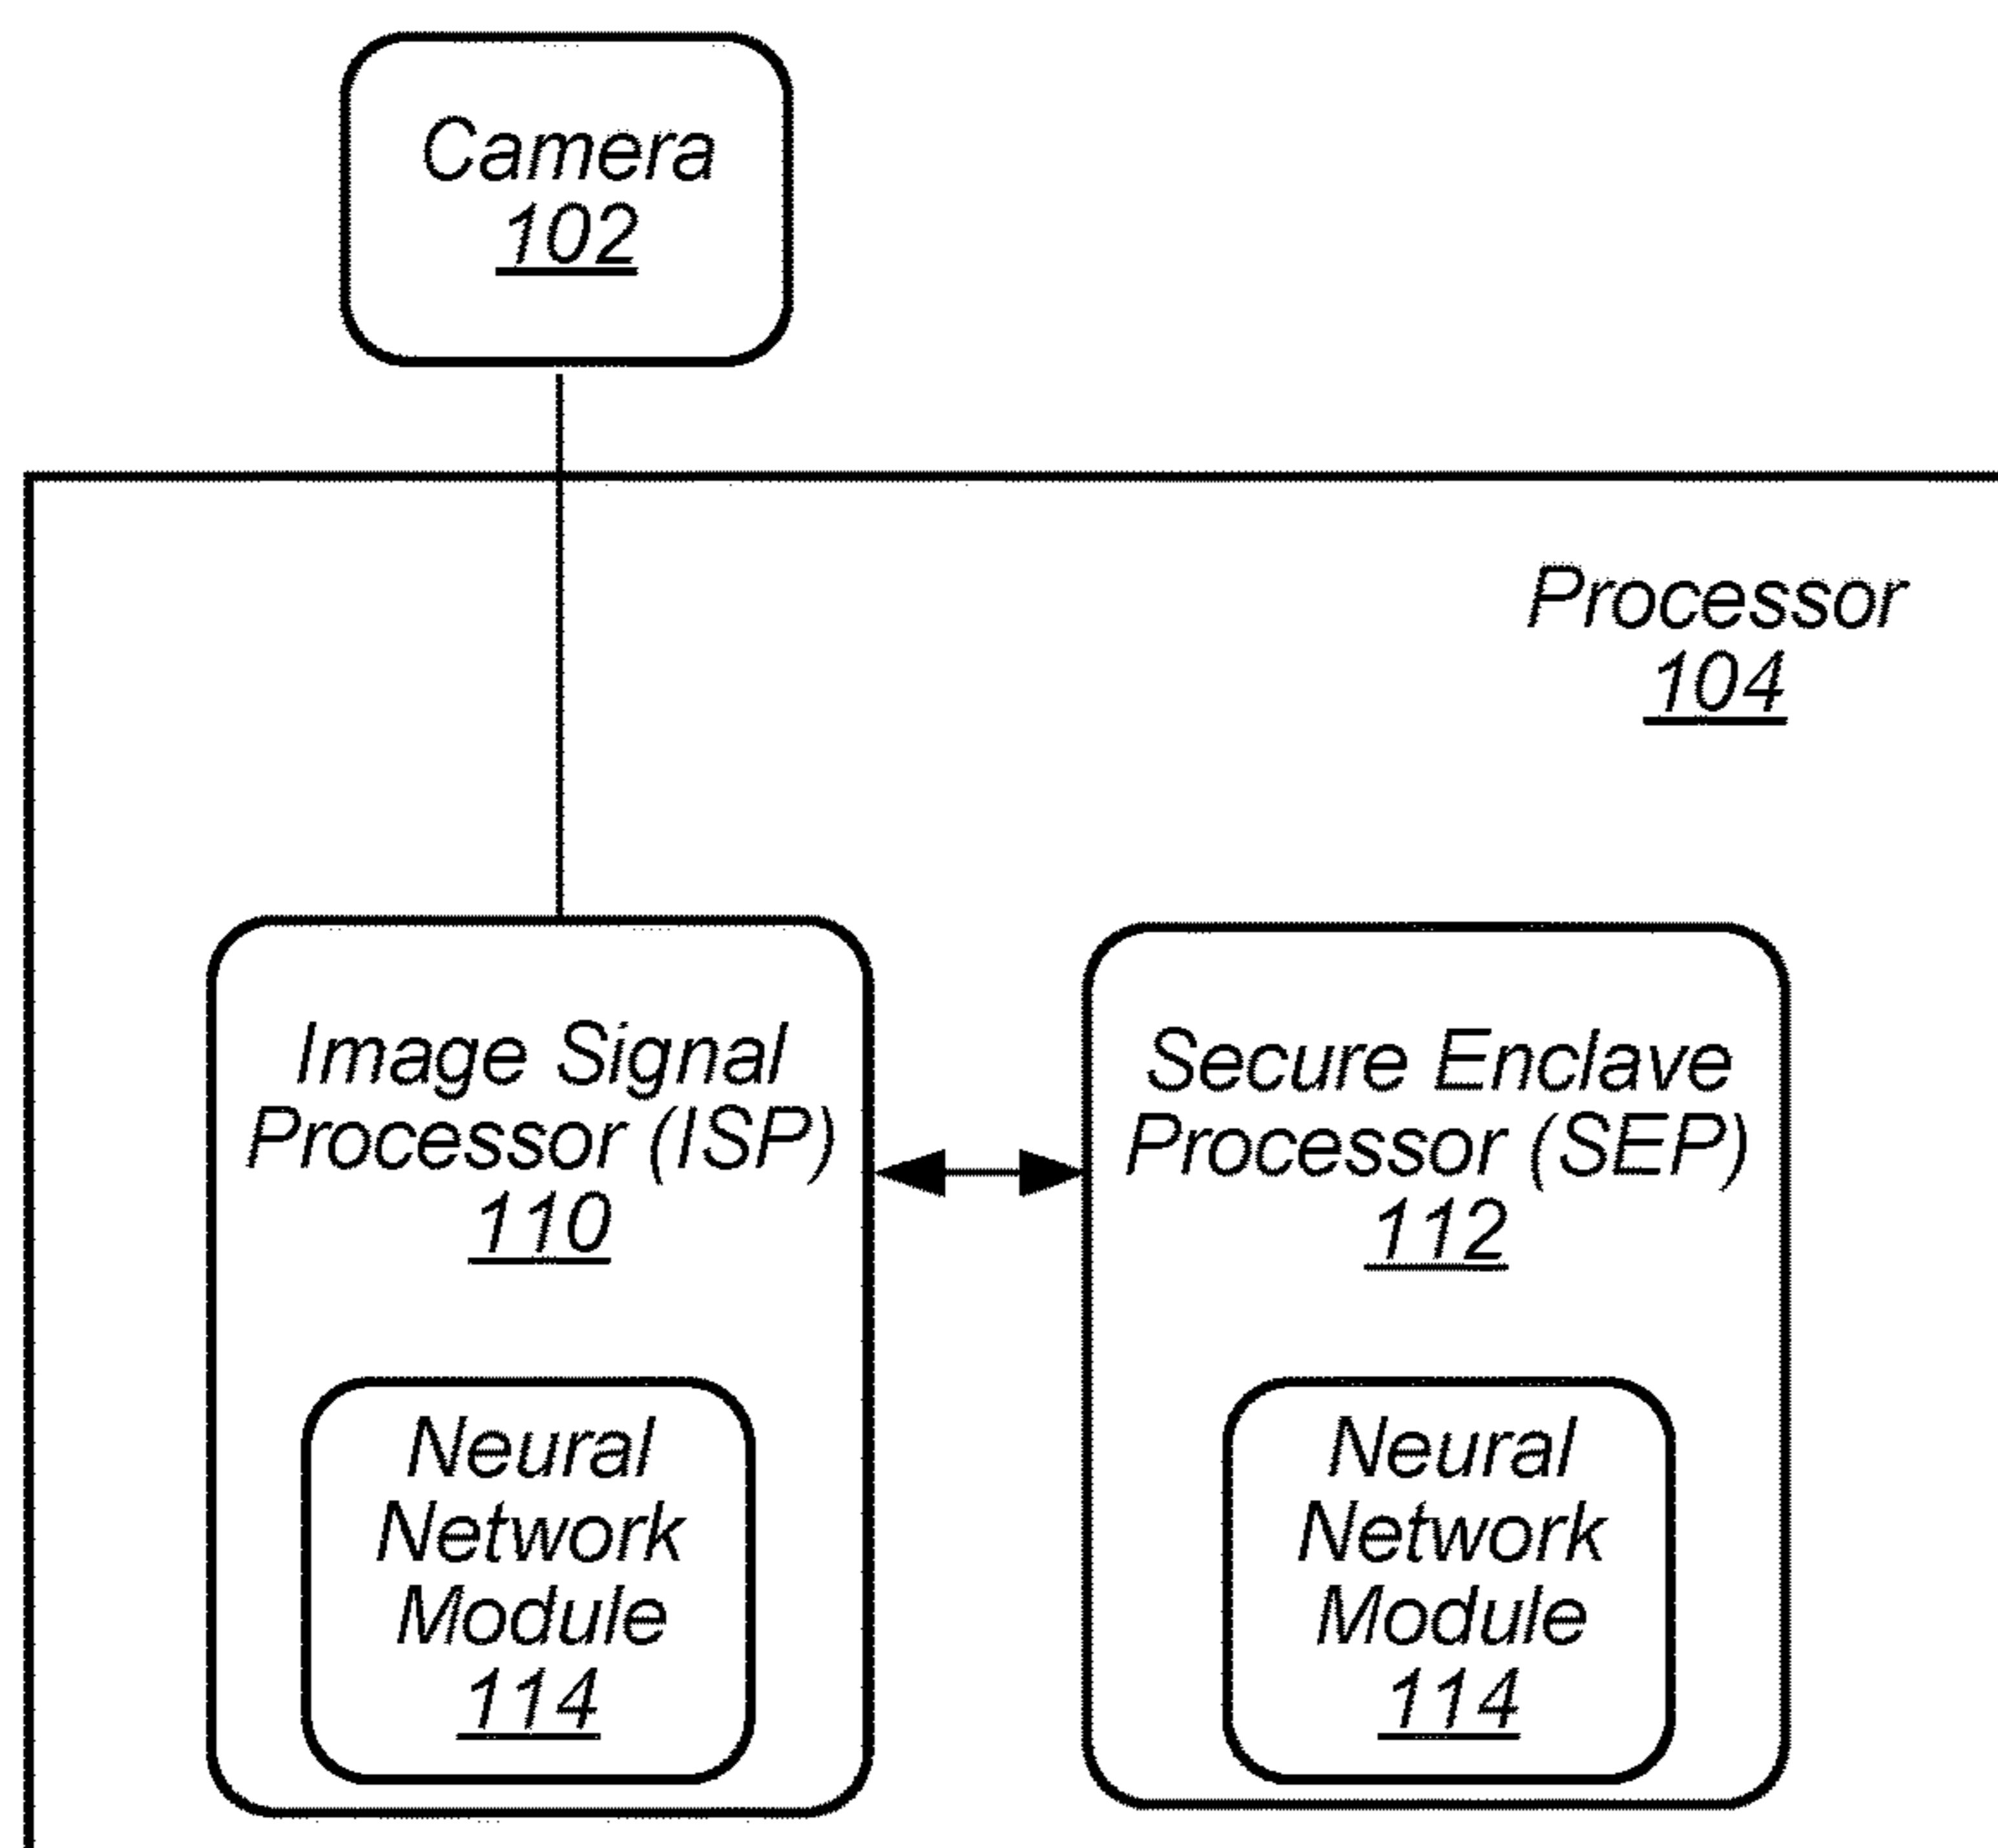 Camera
102
Processor
104
Image Signal
Processor (ISP)
110
Secure Enclave
Processor (SEP)
112
Neural
Network
Module
114
Neural
Network
Module
114